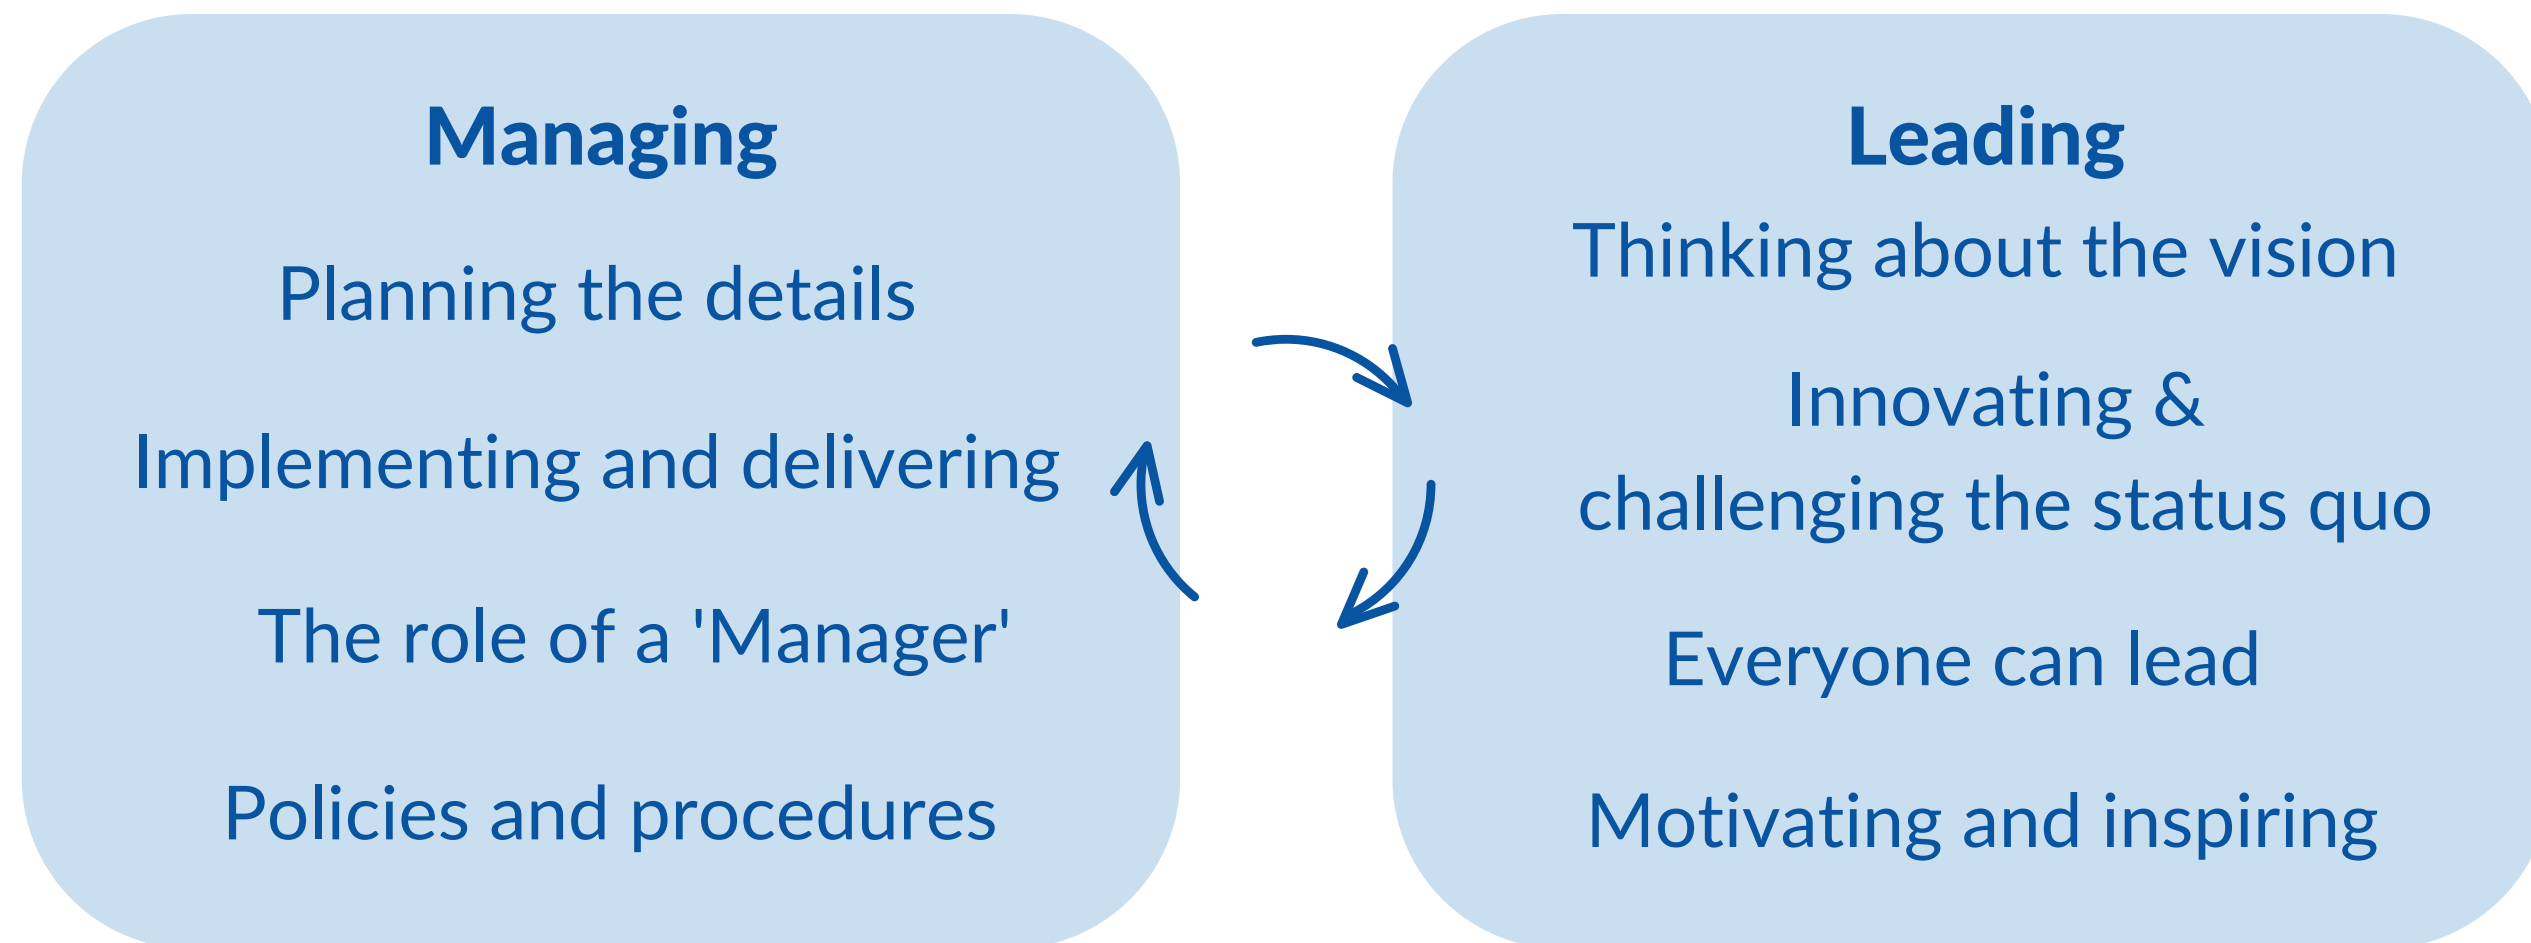 Managing
Planning the details
Implementing and delivering
The role of a 'Manager'
Policies and procedures
Leading
Thinking about the vision
Innovating &
challenging the status quo
Everyone can lead
Motivating and inspiring